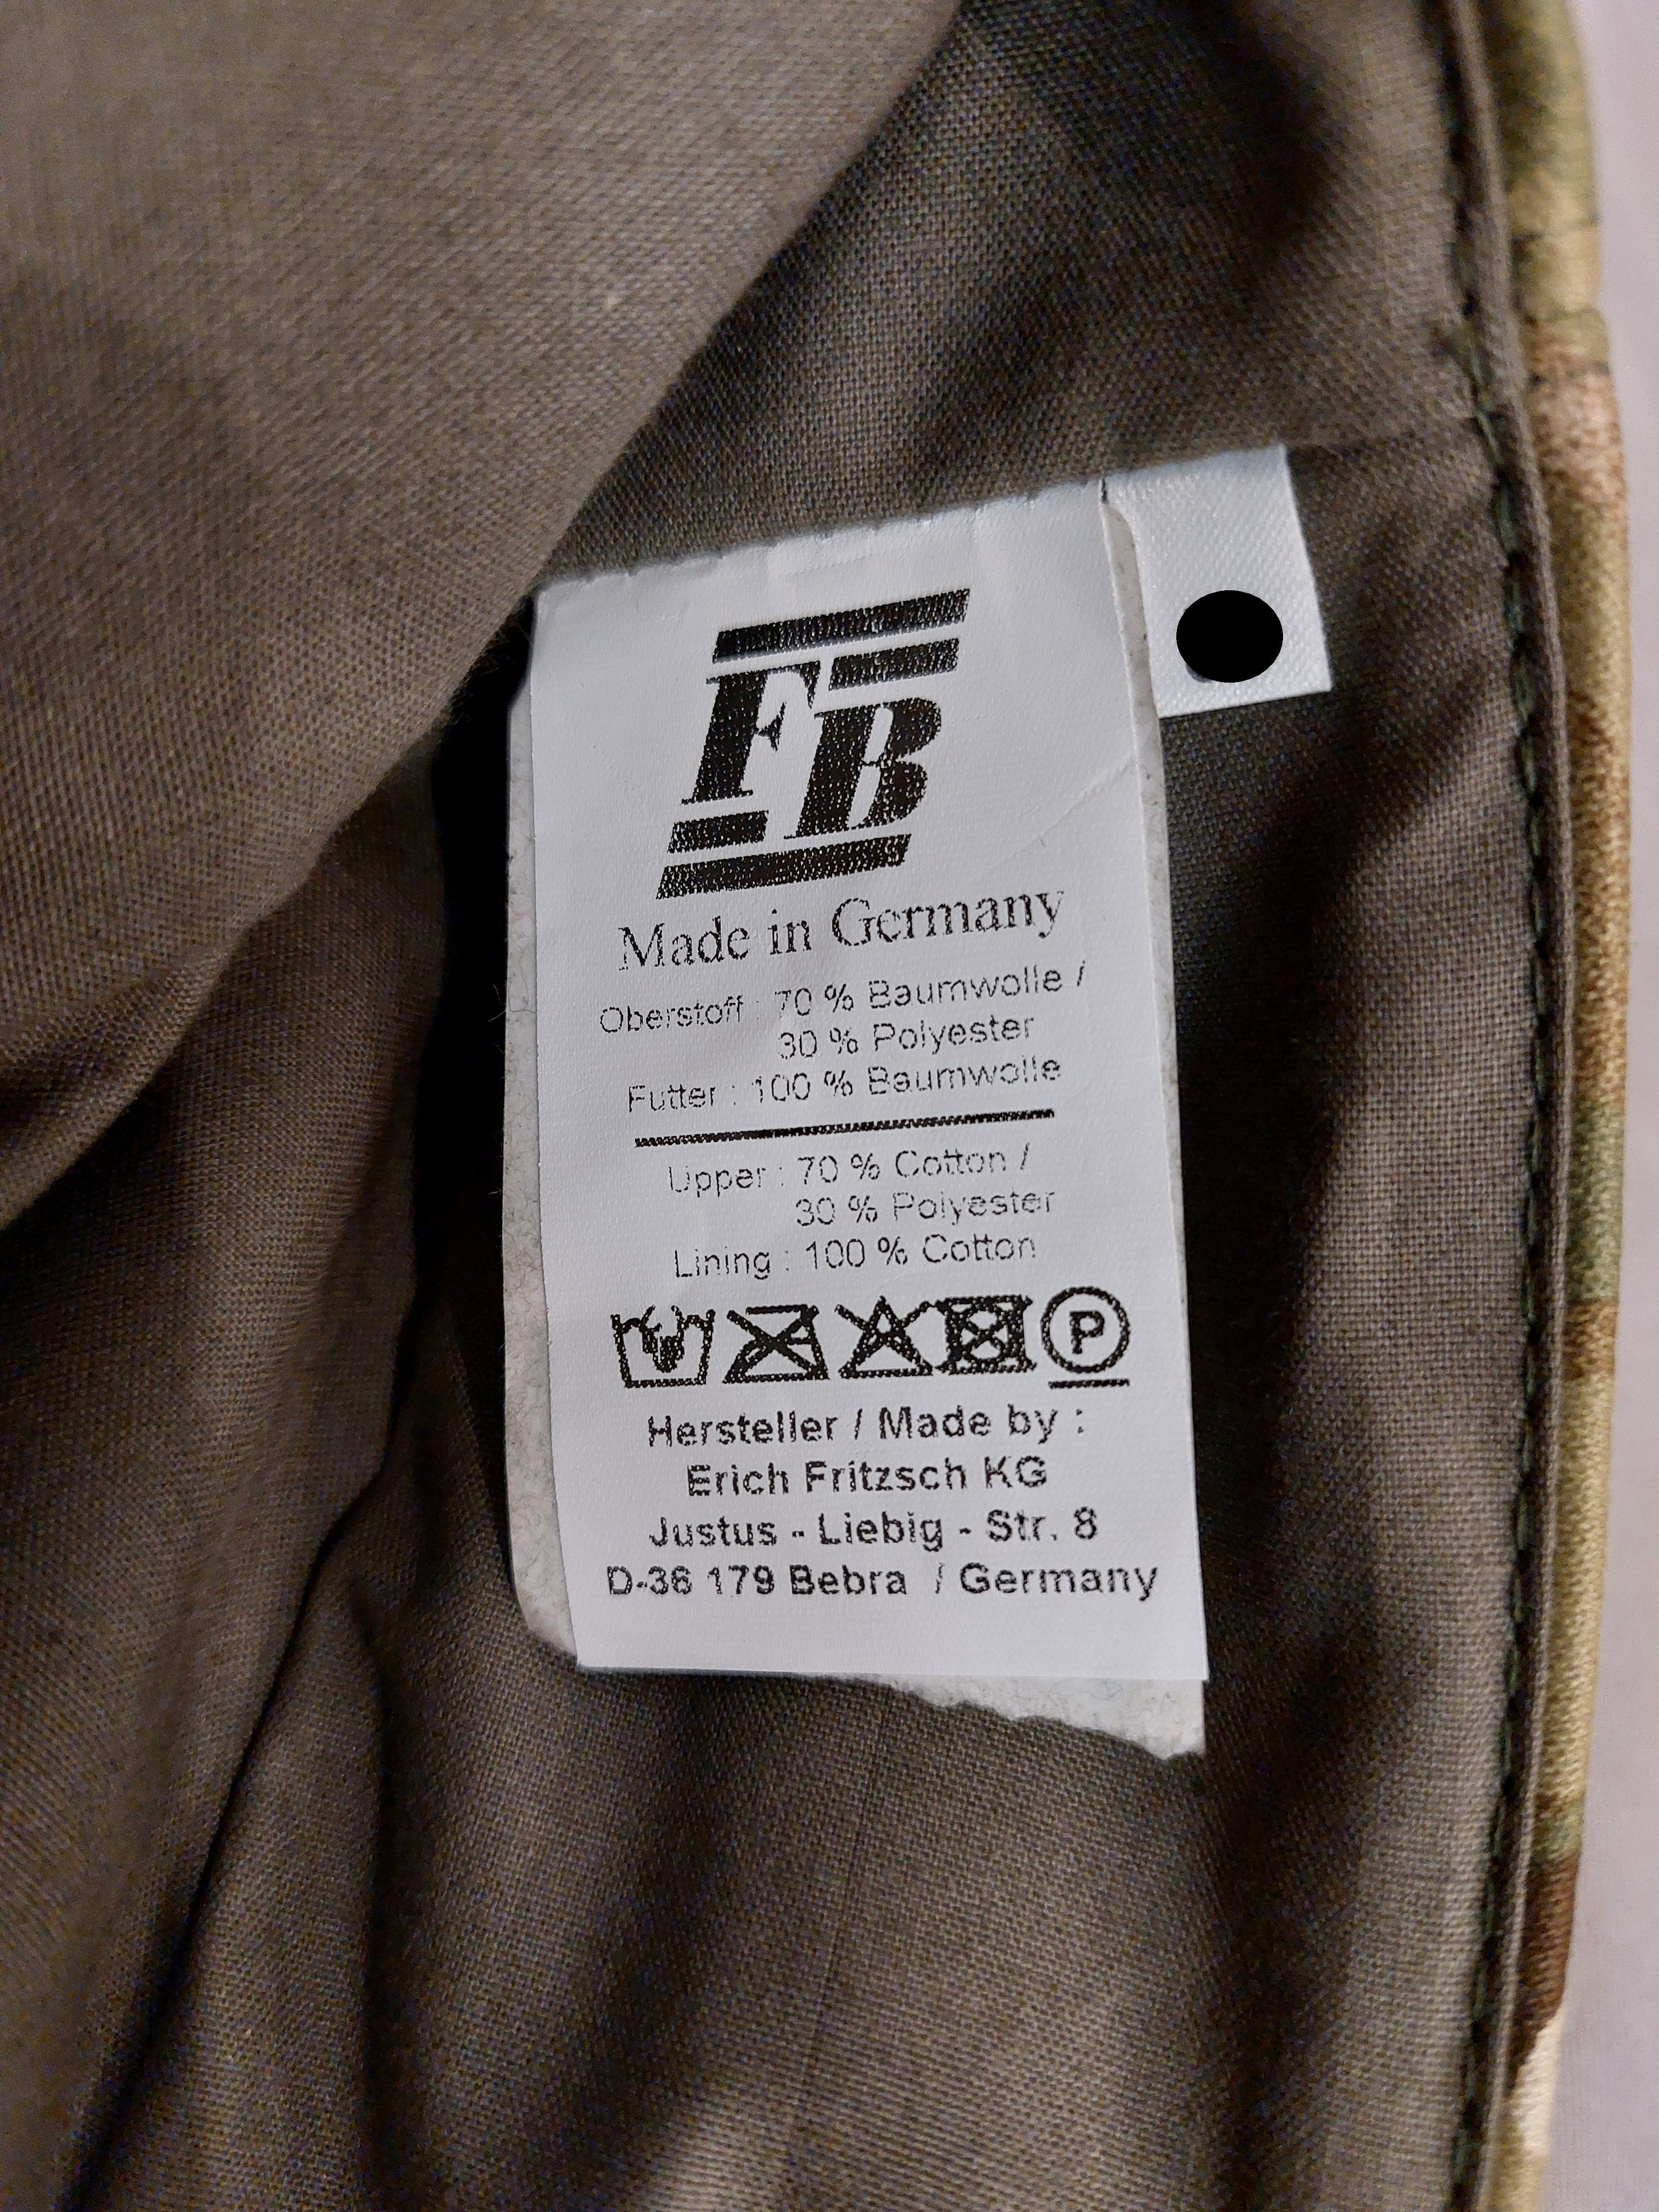 FB
Made in Germany
Oberstoff : 70 % Baumwolle /
30 % Polyester
Futter : 100 % Baumwolle
Upper : 70 % Cotton /
30 % Polyester
Lining : 100 % Cotton
P
Hersteller / Made by :
Erich Fritzsch KG
Justus - Liebig - Str. 8
D-36 179 Bebra / Germany